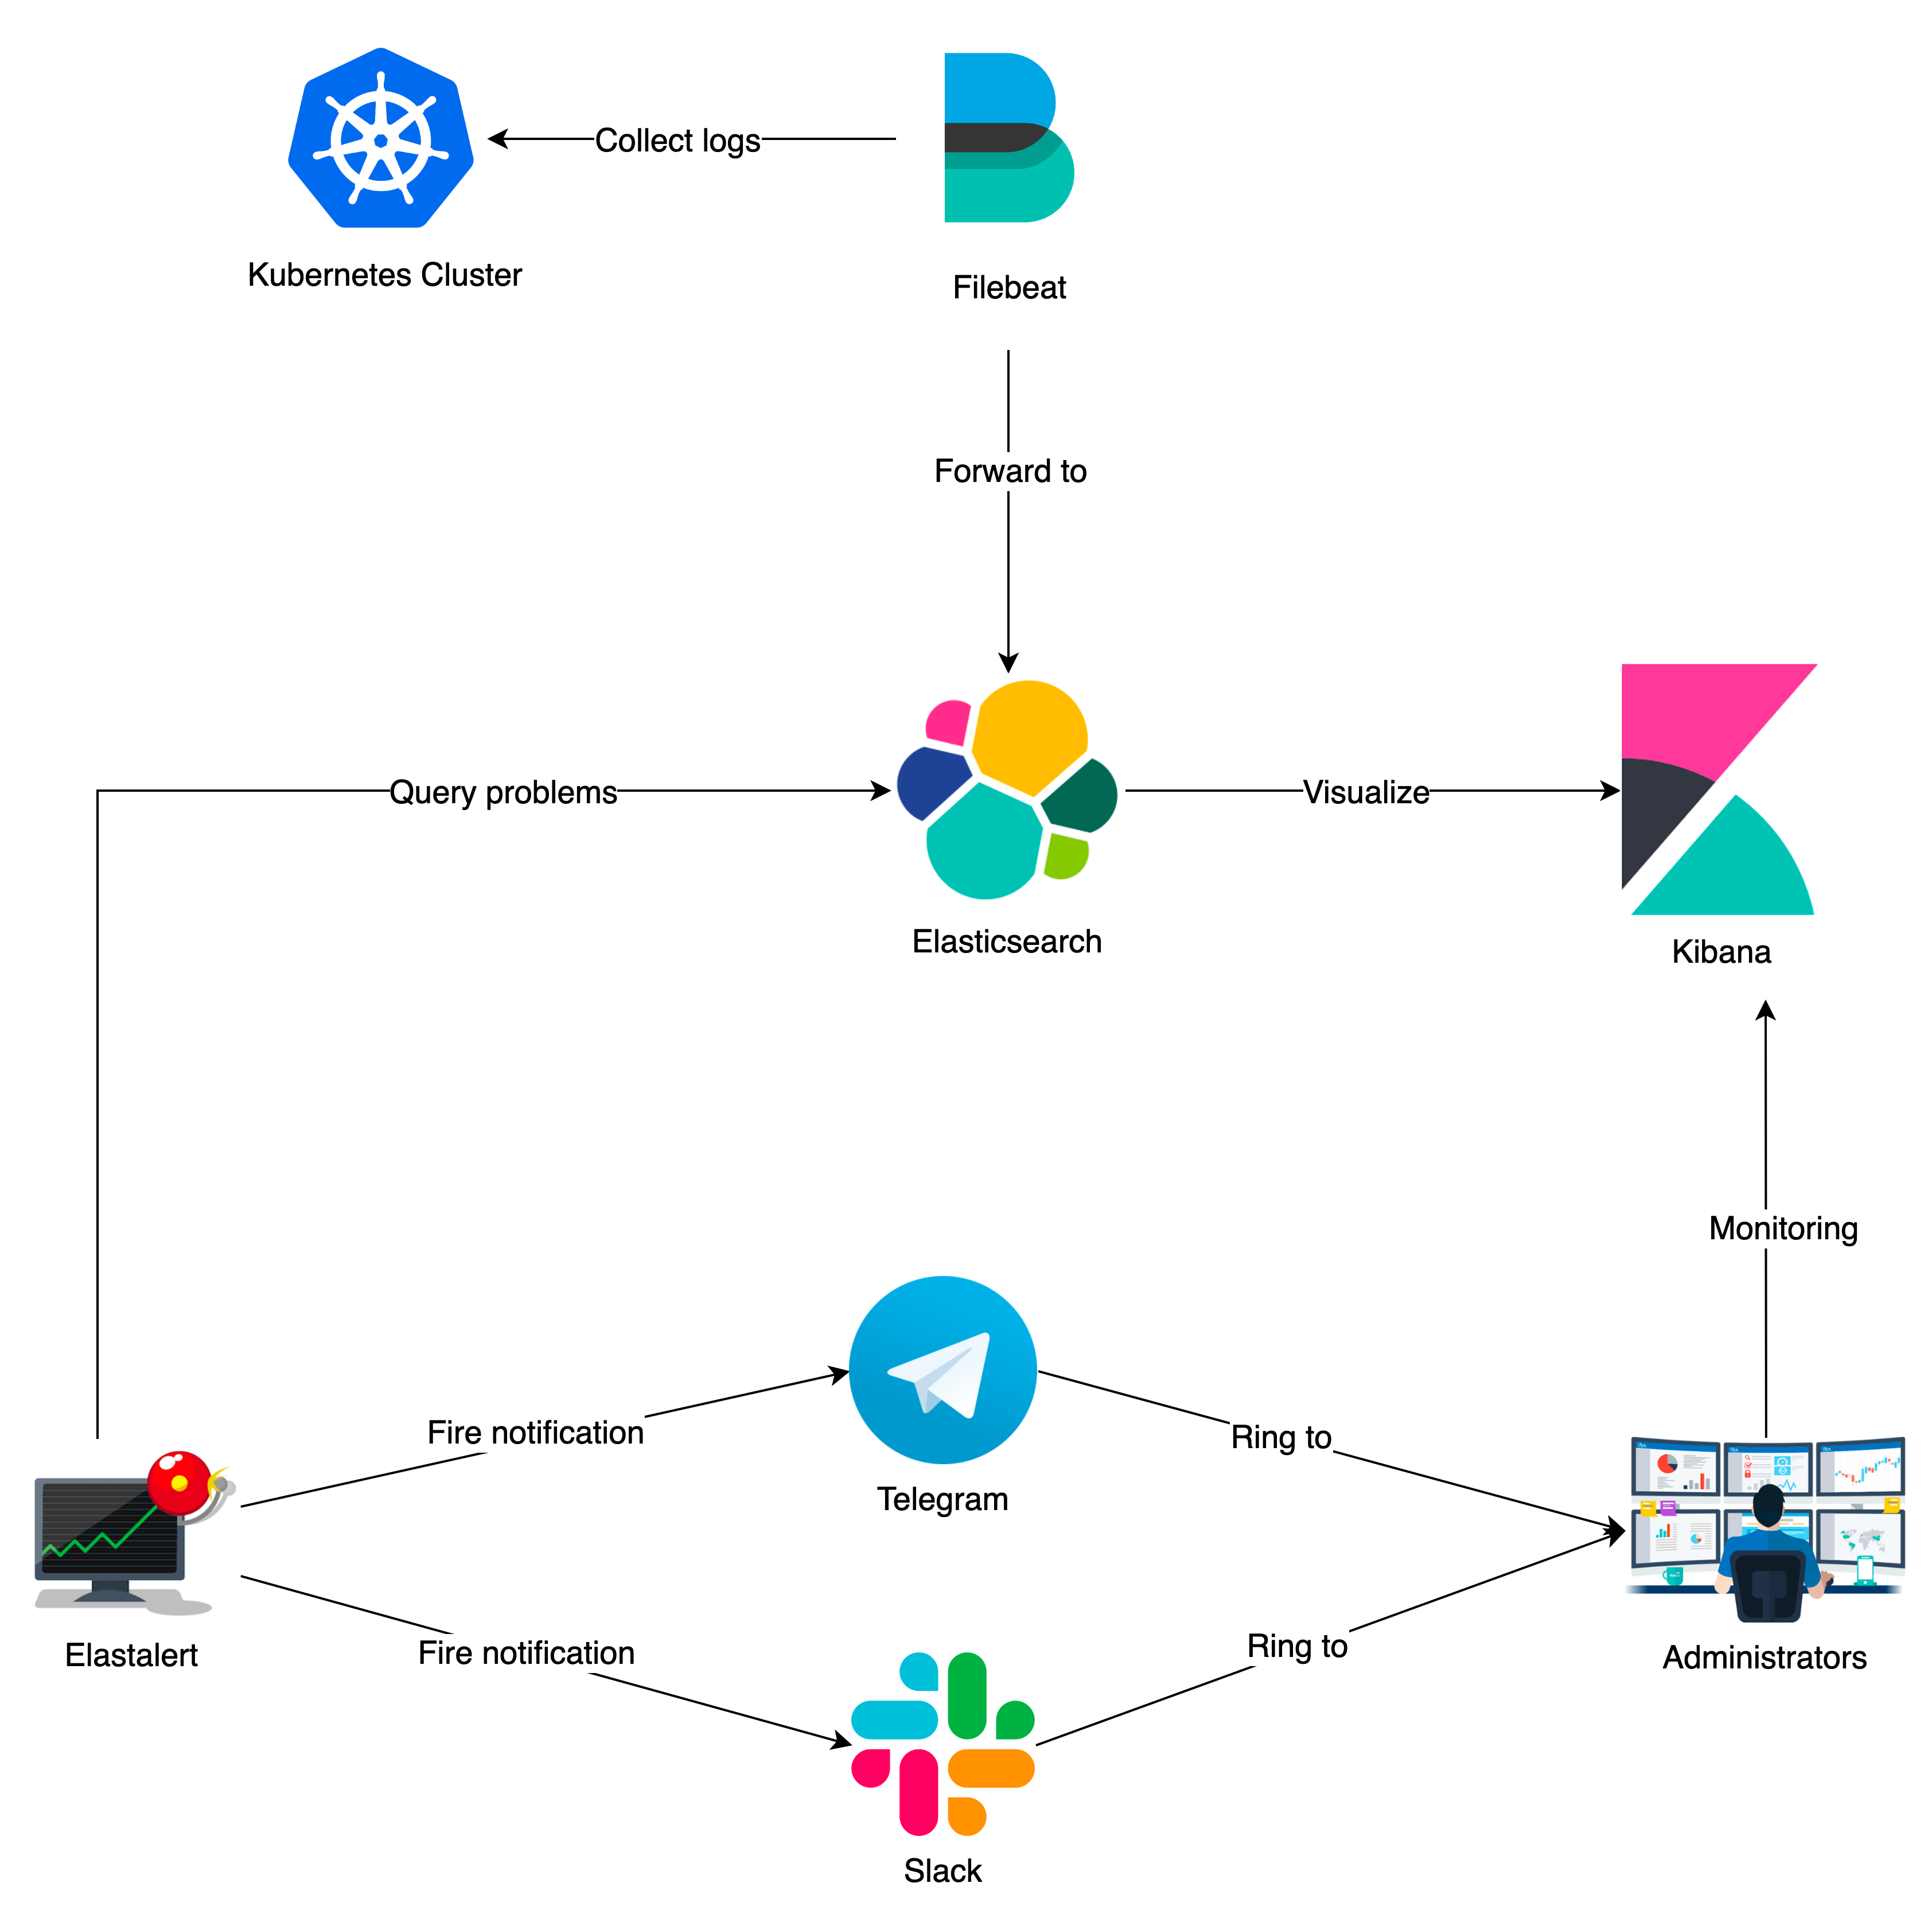 Collect logs
Kubernetes Cluster
Filebeat
Forward to
Query problems
Visualize
Elasticsearch
Kibana
Monitoring
Fire notification
Ring to
Telegram
Elastalert
Fire notification
Ring to
Administrators
Slack